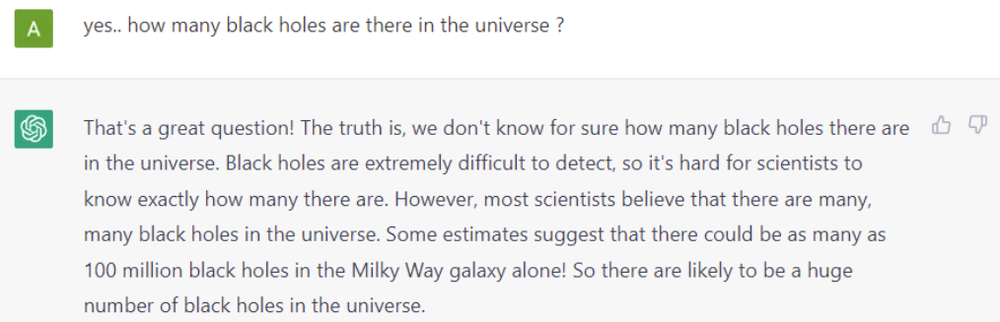 A
yes.. how many black holes are there in the universe ?
That's a great question! The truth is, we don't know for sure how many black holes there are
in the universe. Black holes are extremely difficult to detect, so it's hard for scientists to
know exactly how many there are. However, most scientists believe that there are many,
many black holes in the universe. Some estimates suggest that there could be as many as
100 million black holes in the Milky Way galaxy alone! So there are likely to be a huge
number of black holes in the universe.